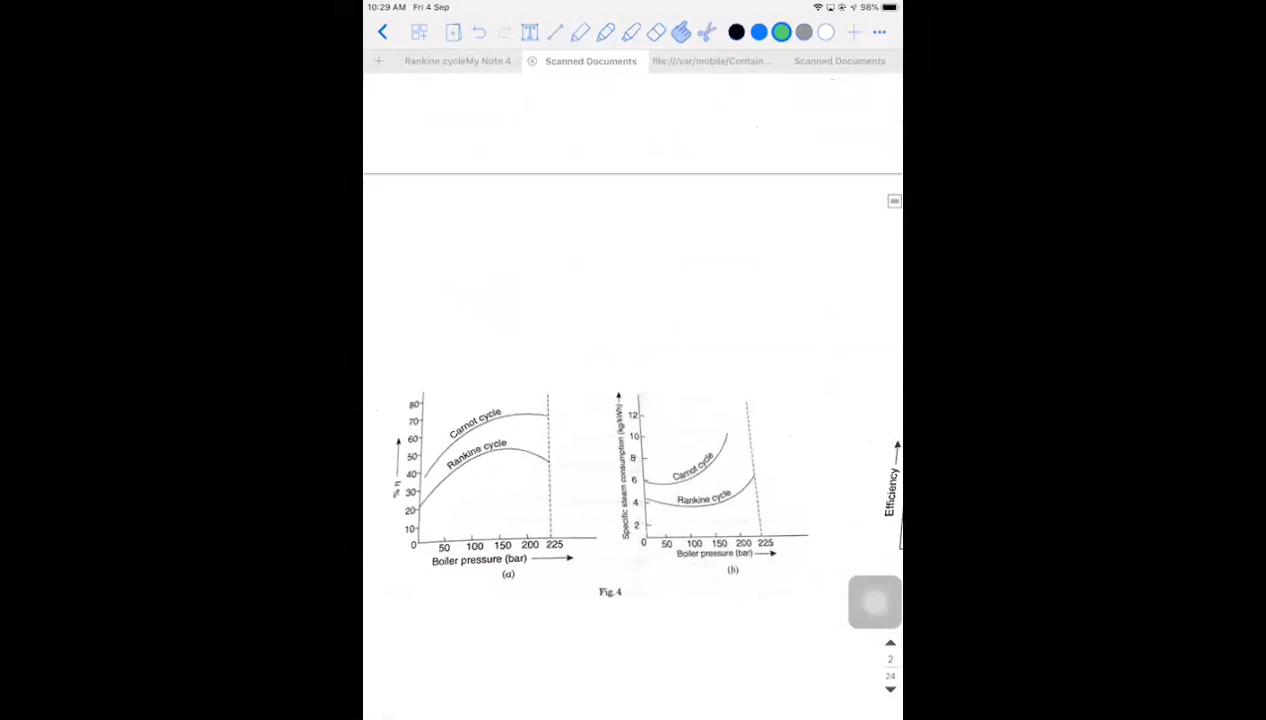 10:29 AM Fri 4 Sep
98%
Rankine cycleMy Note 4...
Scanned Documents
file:///var/mobile/Contain...
Scanned Documents
80
70
60
50
40
30
20
10
0
% η
Carnot cycle
Rankine cycle
50 100 150 200 225
Boiler pressure (bar)
(a)
Specific steam consumption (kg/kWh)
12
10
8
6
4
2
Carnot cycle
Rankine cycle
0 50 100 150 200 225
Boiler pressure (bar)
(b)
Fig. 4
Efficiency
2
24